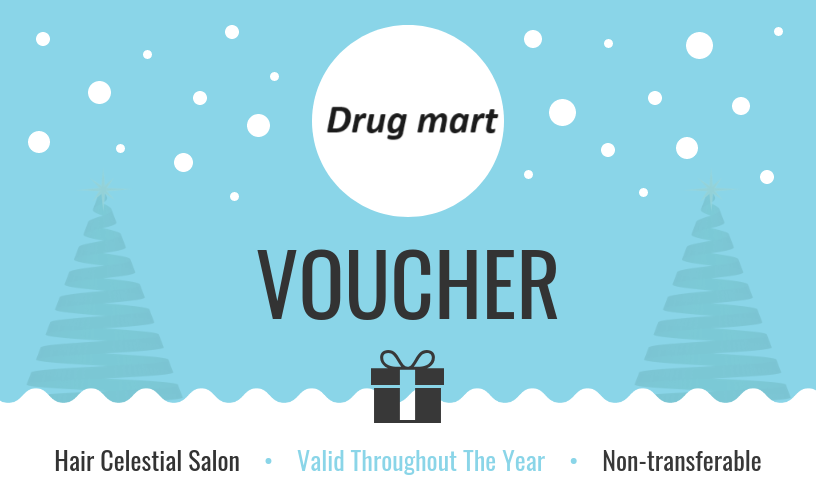 Drug mart
VOUCHER
Hair Celestial Salon • Valid Throughout The Year • Non-transferable